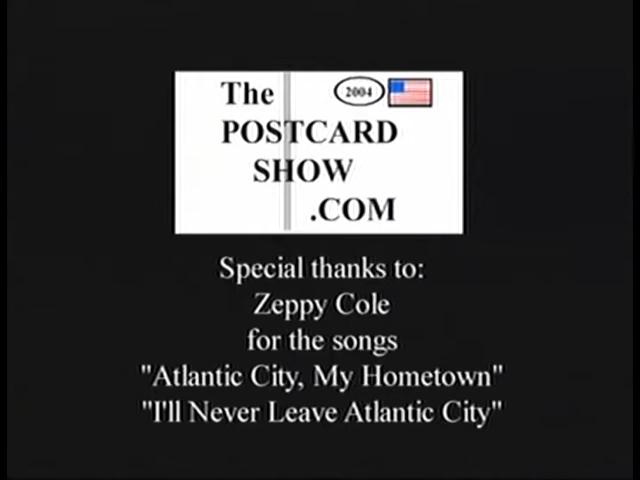 The
2004
POSTCARD
SHOW
.COM
Special thanks to:
Zeppy Cole
for the songs
"Atlantic City, My Hometown"
"I'll Never Leave Atlantic City"